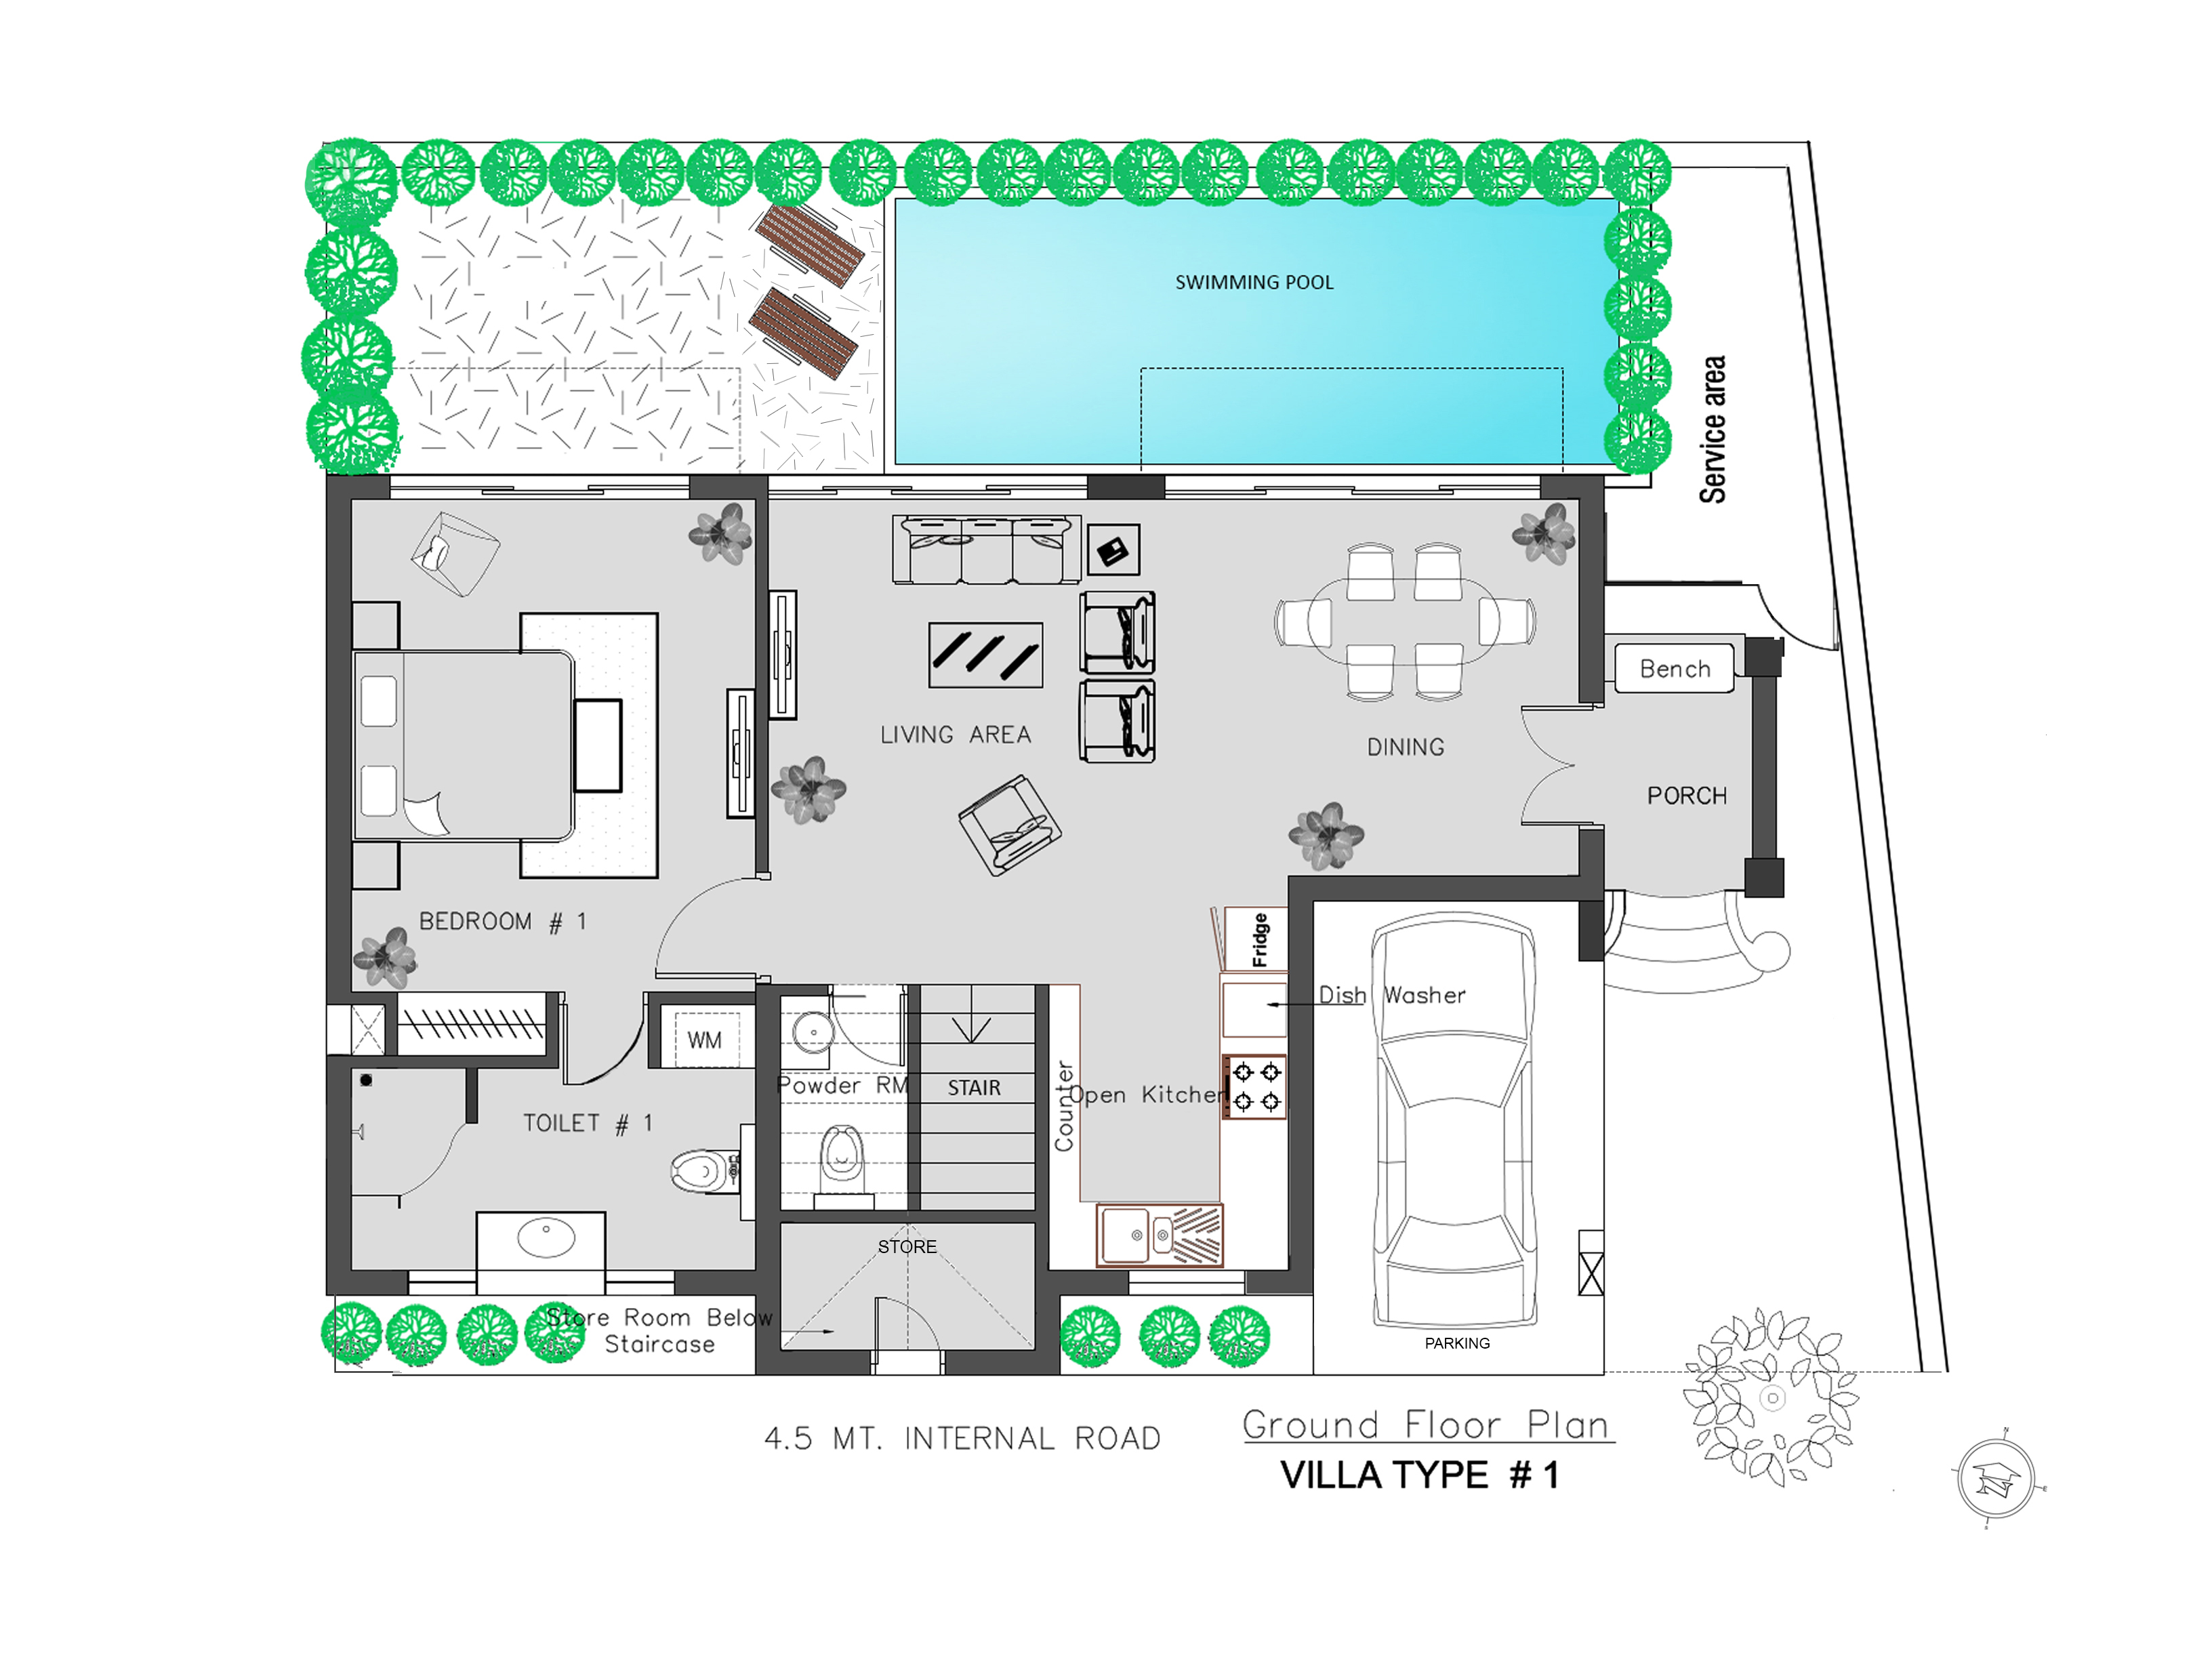 SWIMMING POOL
Service area
Bench
LIVING AREA
DINING
PORCH
BEDROOM # 1
Fridge
Dish Washer
WM
Powder RM
STAIR
Counter
Open Kitchen
TOILET # 1
STORE
Store Room Below
Staircase
PARKING
4.5 MT. INTERNAL ROAD
Ground Floor Plan
VILLA TYPE # 1
N
E